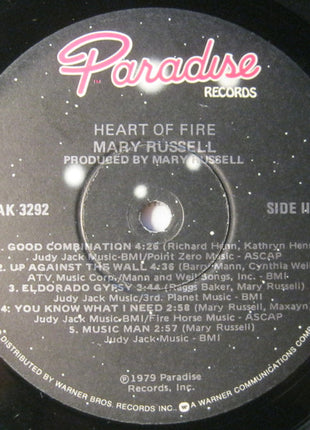 Paradise
RECORDS
HEART OF FIRE
MARY RUSSELL
PRODUCED BY MARY RUSSELL
AK 3292
SIDE
GOOD COMBINATION 4:26 (Richard Henn, Kathryn Hen
Judy Jack Music-BMI/Point Zero Music - ASCAP
2. UP AGAINST THE WALL 4:36 (Barry Mann, Cynthia Weil
ATV Music Corp./Mann and Weil Songs, Inc. - BMI
3. ELDORADO GYPSY 3:44 (Raggs Baker, Mary Russell)
Judy Jack Music/3rd. Planet Music - BMI
4. YOU KNOW WHAT I NEED 2:58 (Mary Russell, Maxayn
Judy Jack Music-BMI/Fire Horse Music - ASCAP
5. MUSIC MAN 2:57 (Mary Russell)
Judy Jack Music - BMI
℗1979 Paradise
Records, Inc.
DISTRIBUTED BY WARNER BROS. RECORDS INC. A WARNER COMMUNICATIONS COMP